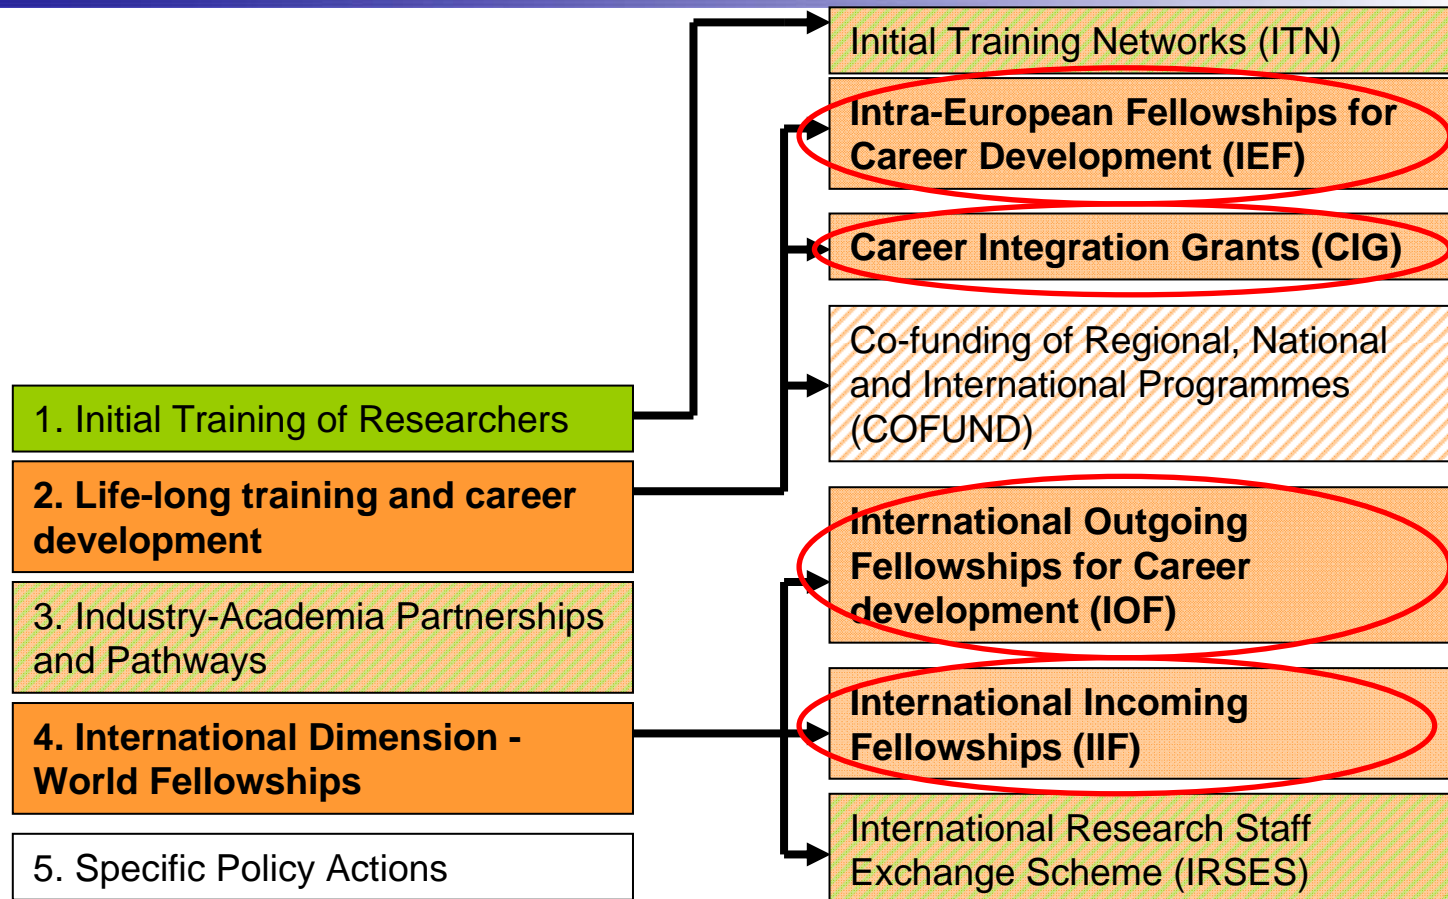 1. Initial Training of Researchers
2. Life-long training and career
development
3. Industry-Academia Partnerships
and Pathways
4. International Dimension -
World Fellowships
5. Specific Policy Actions
Initial Training Networks (ITN)
Intra-European Fellowships for
Career Development (IEF)
Career Integration Grants (CIG)
Co-funding of Regional, National
and International Programmes
(COFUND)
International Outgoing
Fellowships for Career
development (IOF)
International Incoming
Fellowships (IIF)
International Research Staff
Exchange Scheme (IRSES)